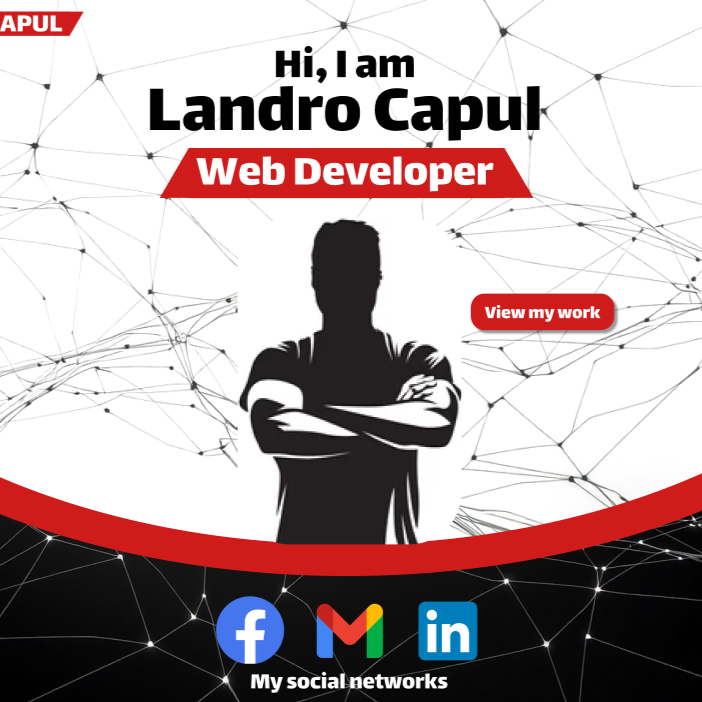 APUL
Hi, I am
Landro Capul
Web Developer
View my work
f
in
My social networks